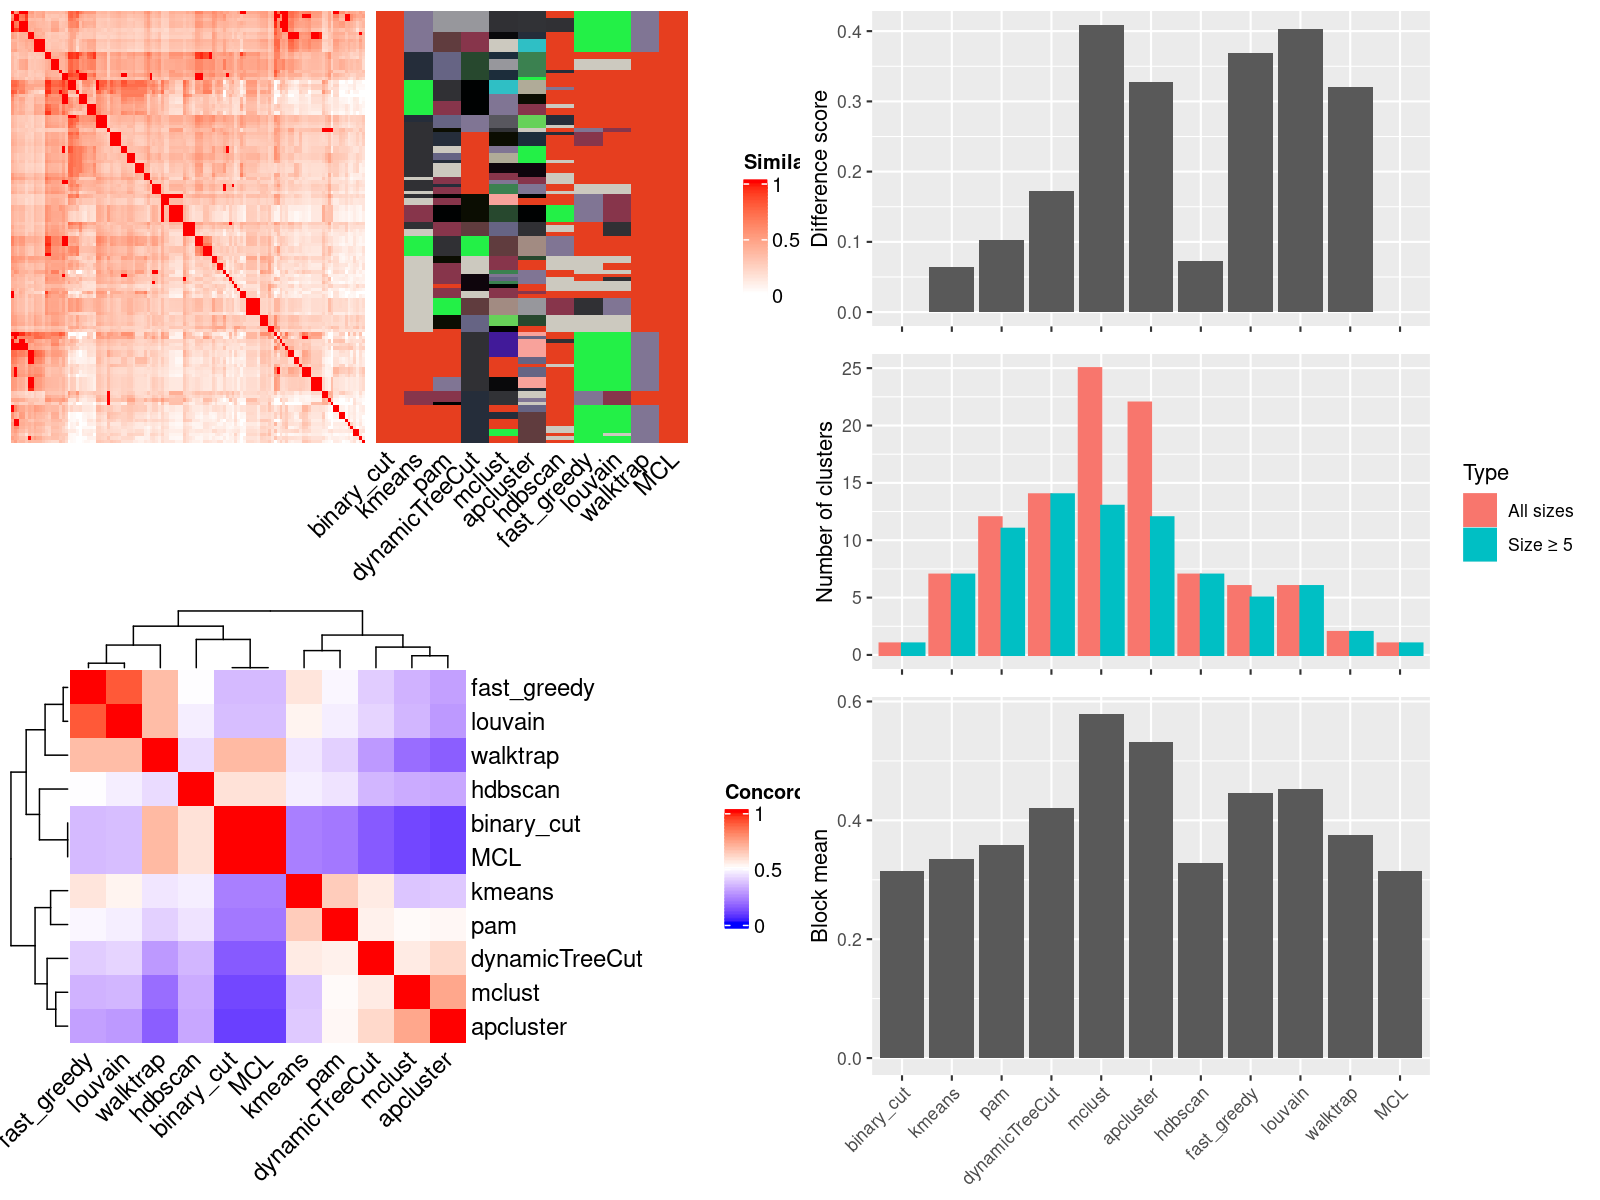 Simila
1
0.5
0
binary_cut
kmeans
pam
dynamicTreeCut
mclust
apcluster
hdbscan
fast_greedy
louvain
walktrap
MCL
fast_greedy
louvain
walktrap
hdbscan
binary_cut
MCL
kmeans
pam
dynamicTreeCut
mclust
apcluster
fast_greedy
louvain
walktrap
hdbscan
binary_cut
MCL
kmeans
pam
dynamicTreeCut
mclust
apcluster
Concord
1
0.5
0
Difference score
0.4
0.3
0.2
0.1
0.0
Number of clusters
25
20
15
10
5
0
Type
All sizes
Size ≥ 5
Block mean
0.6
0.4
0.2
0.0
binary_cut
kmeans
pam
dynamicTreeCut
mclust
apcluster
hdbscan
fast_greedy
louvain
walktrap
MCL